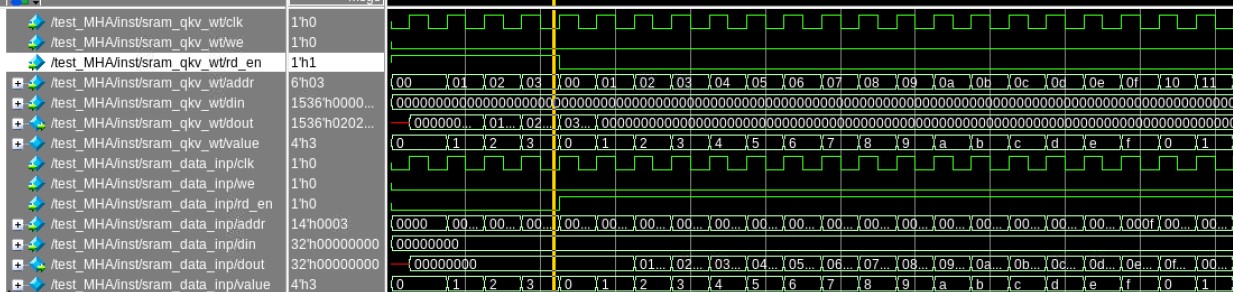 /test_MHA/inst/sram_qkv_wt/clk 1'h0
/test_MHA/inst/sram_qkv_wt/we 1'h0
/test_MHA/inst/sram_qkv_wt/rd_en 1'h1
/test_MHA/inst/sram_qkv_wt/addr 6'h03 00 01 02 03 00 01 02 03 04 05 06 07 08 09 0a 0b 0c 0d 0e 0f 10 11
/test_MHA/inst/sram_qkv_wt/din 1536'h0000...
/test_MHA/inst/sram_qkv_wt/dout 1536'h0202... 000000... 01... 02... 03...
/test_MHA/inst/sram_qkv_wt/value 4'h3 0 1 2 3 0 1 2 3 4 5 6 7 8 9 a b c d e f 0 1
/test_MHA/inst/sram_data_inp/clk 1'h0
/test_MHA/inst/sram_data_inp/we 1'h0
/test_MHA/inst/sram_data_inp/rd_en 1'h0
/test_MHA/inst/sram_data_inp/addr 14'h0003 0000 00... 00... 00... 00... 00... 00... 00... 00... 00... 00... 00... 00... 00... 00... 00... 00... 00... 00... 000f 00... 00...
/test_MHA/inst/sram_data_inp/din 32'h00000000 00000000
/test_MHA/inst/sram_data_inp/dout 32'h00000000 00000000 01... 02... 03... 04... 05... 06... 07... 08... 09... 0a... 0b... 0c... 0d... 0e... 0f... 00...
/test_MHA/inst/sram_data_inp/value 4'h3 0 1 2 3 0 1 2 3 4 5 6 7 8 9 a b c d e f 0 1